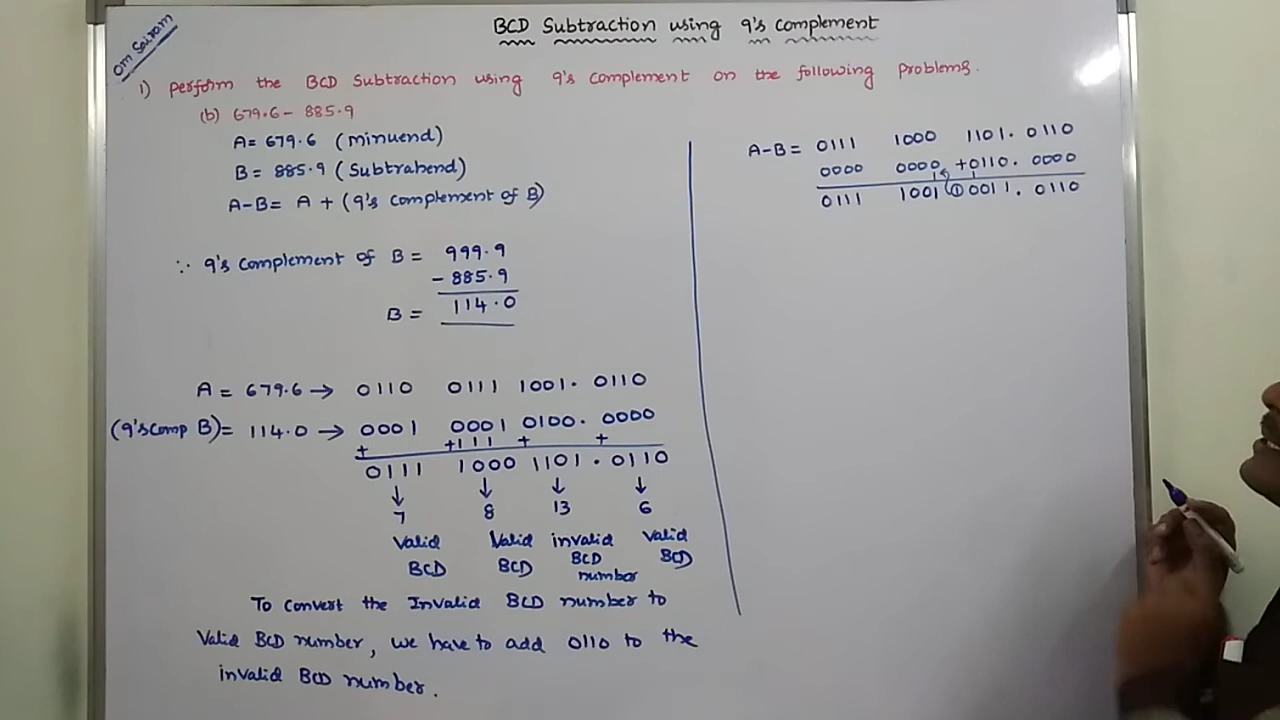 Om Sairam
BCD Subtraction using 9's complement
1) Perform the BCD Subtraction using 9's complement on the following problems.
(b) 679.6 - 885.9
A = 679.6 (minuend)
B = 885.9 (Subtrahend)
A-B = A + (9's complement of B)
∵ 9's complement of B = 999.9
- 885.9
B = 114.0
A = 679.6 → 0110 0111 1001. 0110
(9's comp B) = 114.0 → 0001 0001 0100. 0000
+ +111 + +
0111 1000 1101 . 0110
↓ ↓ ↓ ↓
7 8 13 6
Valid Valid invalid Valid
BCD BCD BCD BCD
number
To convert the Invalid BCD number to
Valid BCD number, we have to add 0110 to the
invalid BCD number.
A-B = 0111 1000 1101. 0110
0000 0000 +0110. 0000
1 1
0111 1001 ①0011. 0110